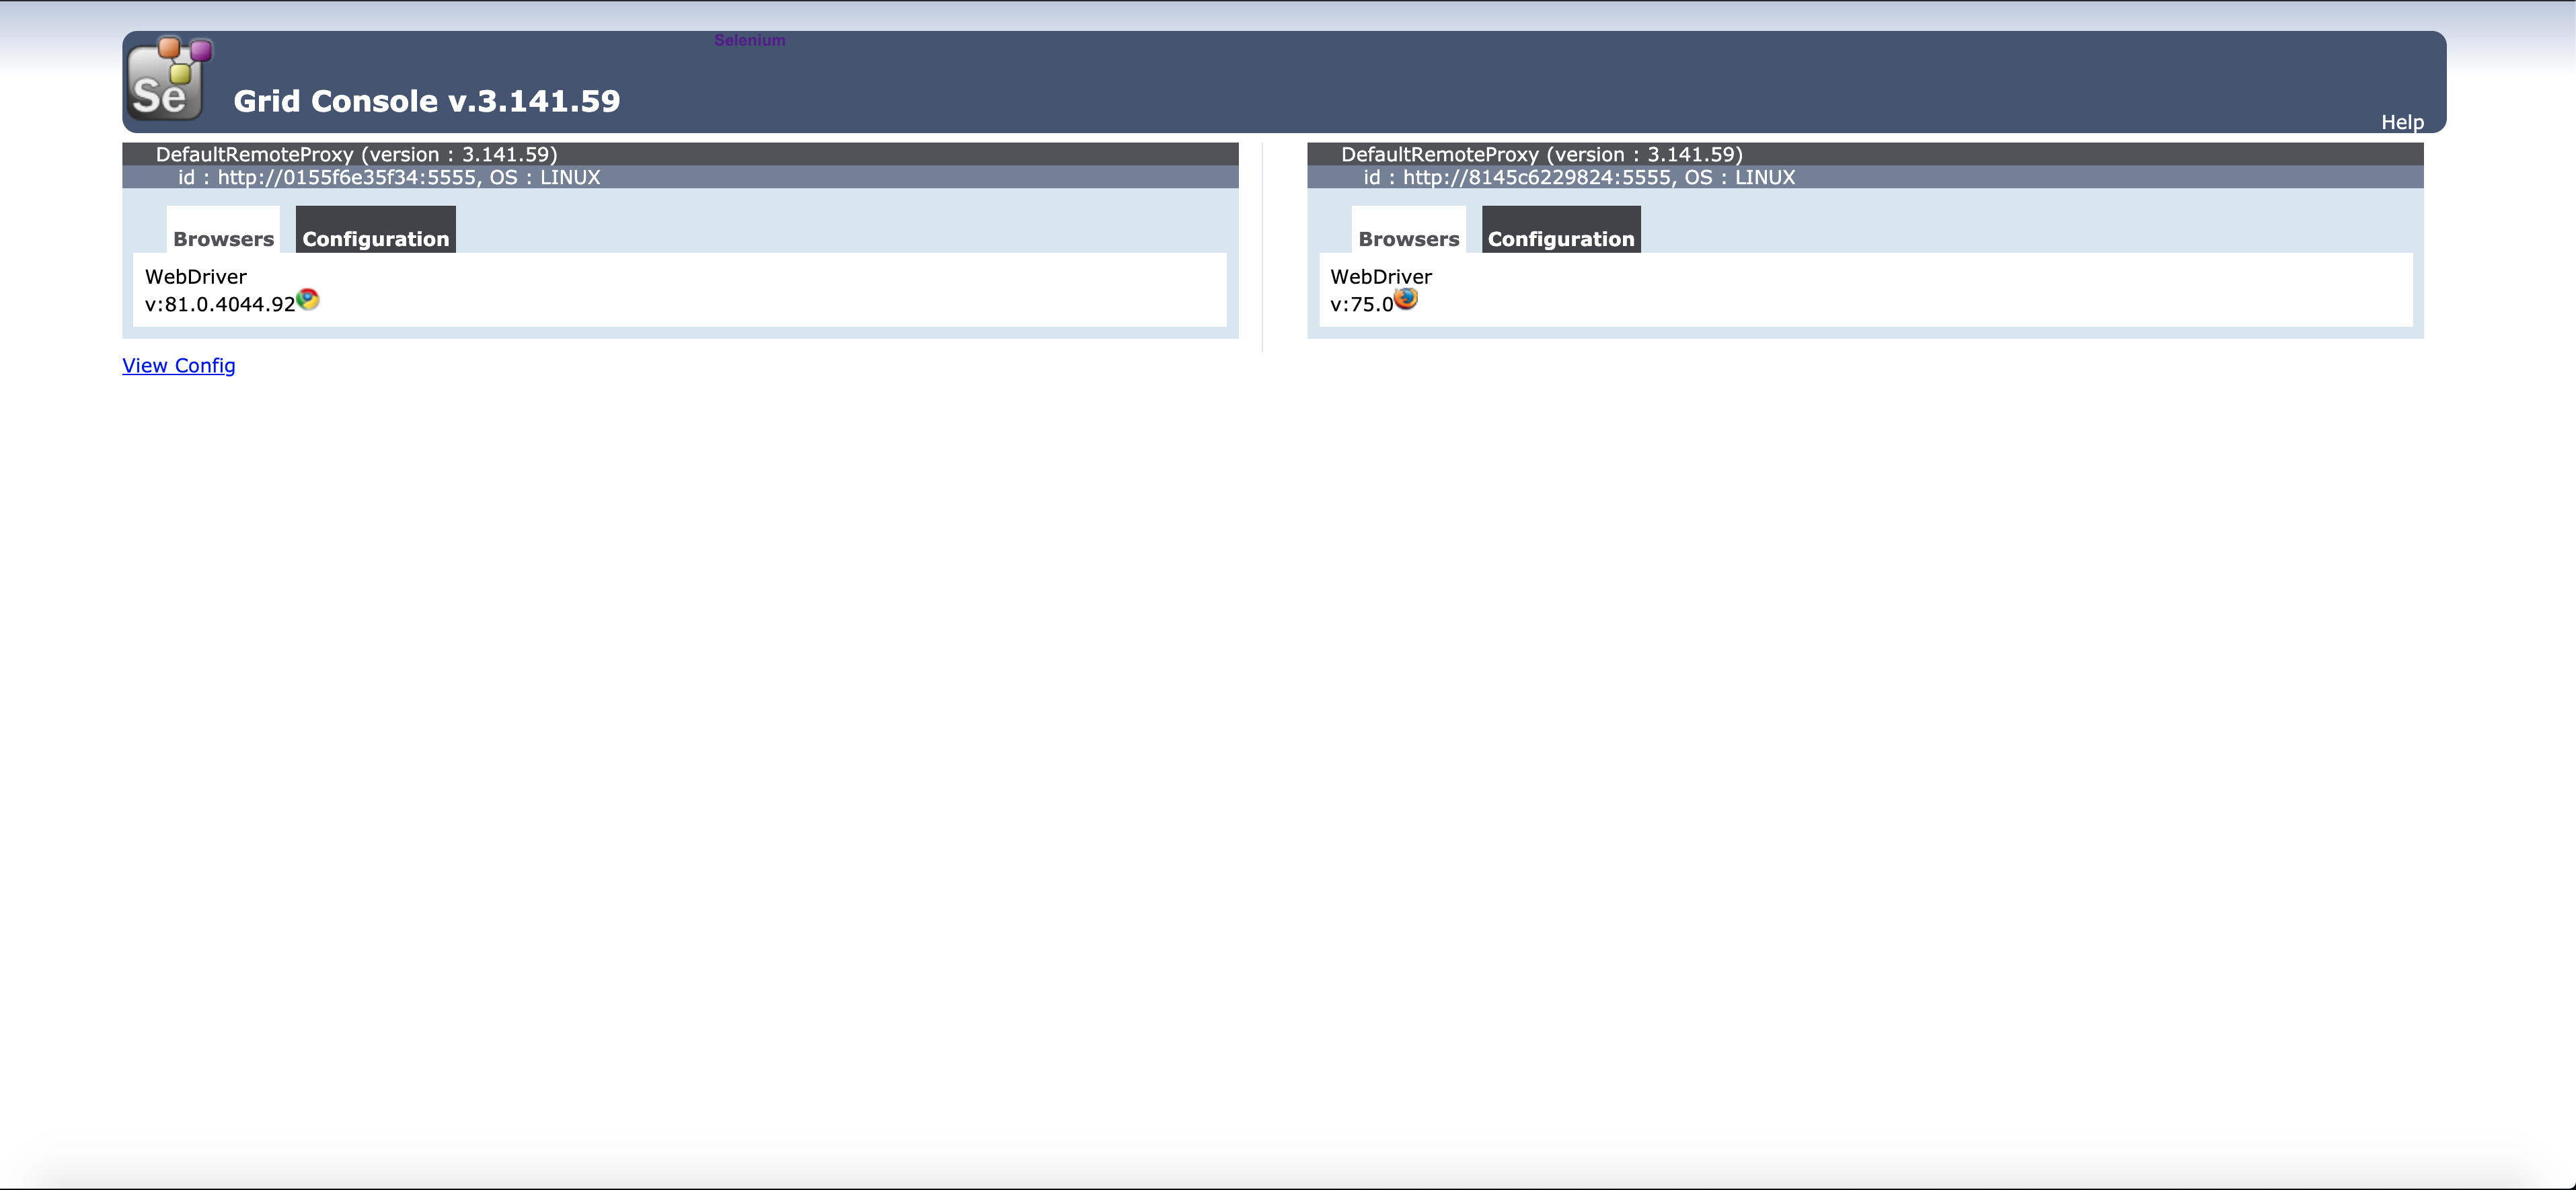 Selenium
Se
Grid Console v.3.141.59
Help
DefaultRemoteProxy (version : 3.141.59)
id : http://0155f6e35f34:5555, OS : LINUX
Browsers Configuration
WebDriver
v:81.0.4044.92
DefaultRemoteProxy (version : 3.141.59)
id : http://8145c6229824:5555, OS : LINUX
Browsers Configuration
WebDriver
v:75.0
View Config